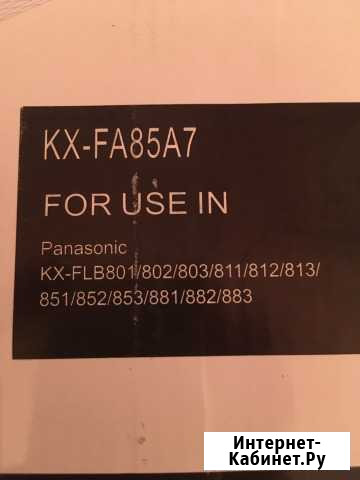 KX-FA85A7
FOR USE IN
Panasonic
KX-FLB801/802/803/811/812/813/
851/852/853/881/882/883
Интернет-
Кабинет.Ру